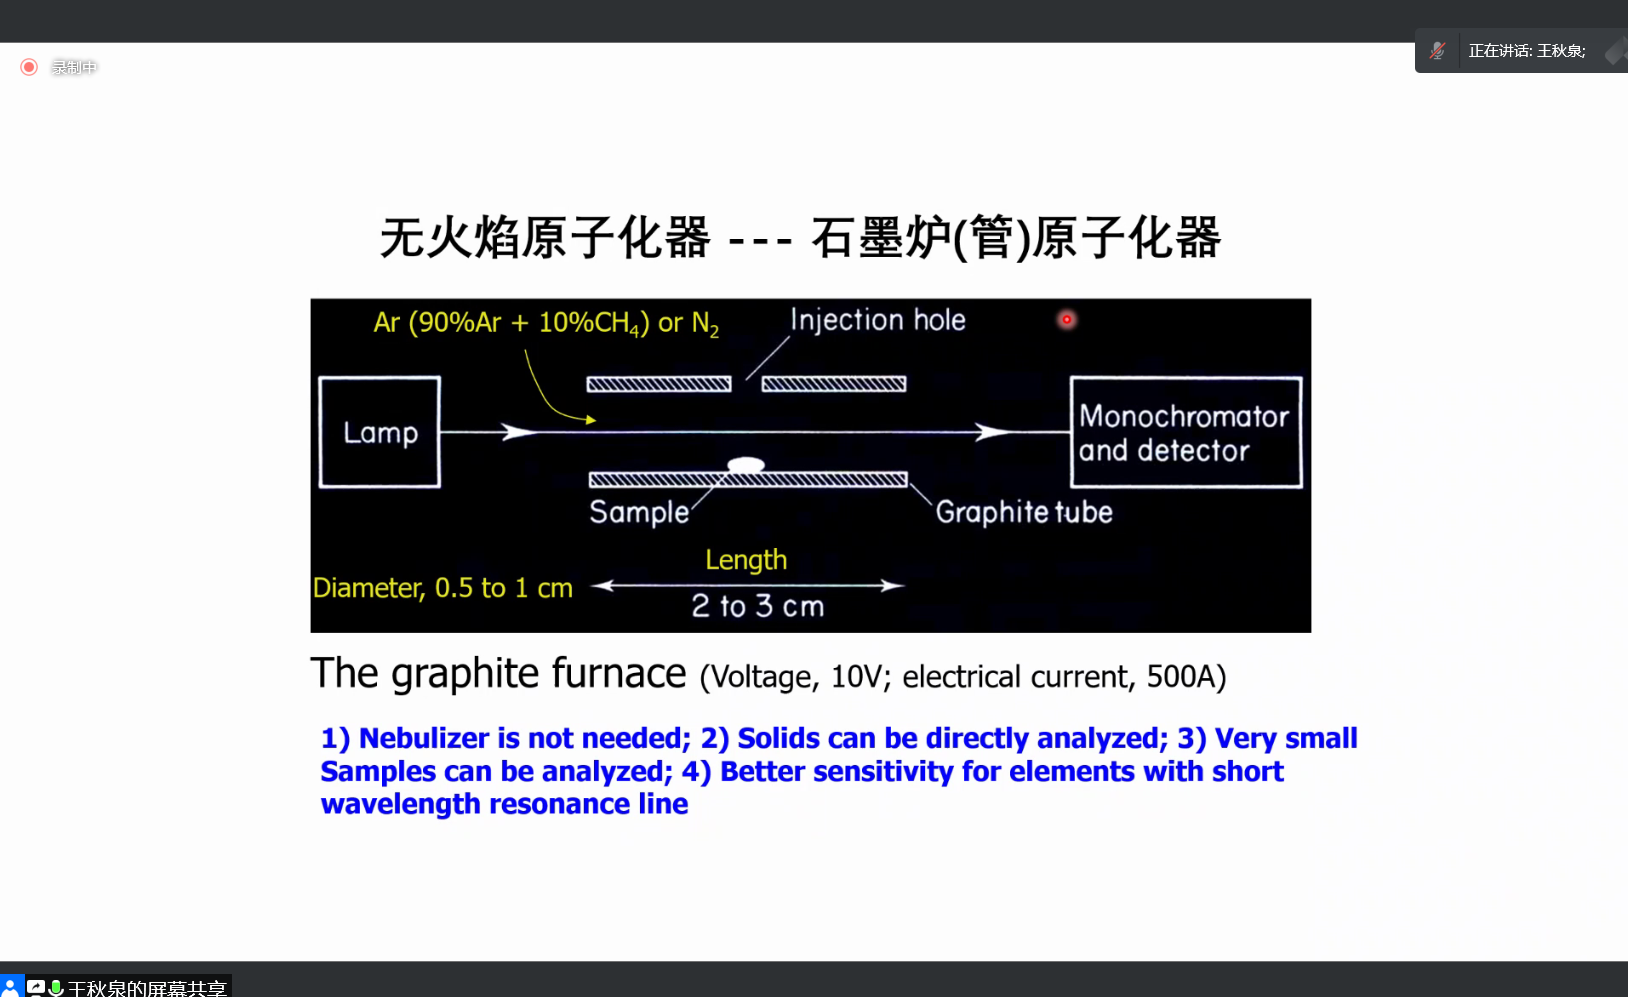 录制中
正在讲话: 王秋泉;
无火焰原子化器 --- 石墨炉(管)原子化器
Ar (90%Ar + 10%CH₄) or N₂
Injection hole
Lamp
Monochromator
and detector
Sample
Graphite tube
Length
Diameter, 0.5 to 1 cm
2 to 3 cm
The graphite furnace (Voltage, 10V; electrical current, 500A)
1) Nebulizer is not needed; 2) Solids can be directly analyzed; 3) Very small
Samples can be analyzed; 4) Better sensitivity for elements with short
wavelength resonance line
王秋泉的屏幕共享